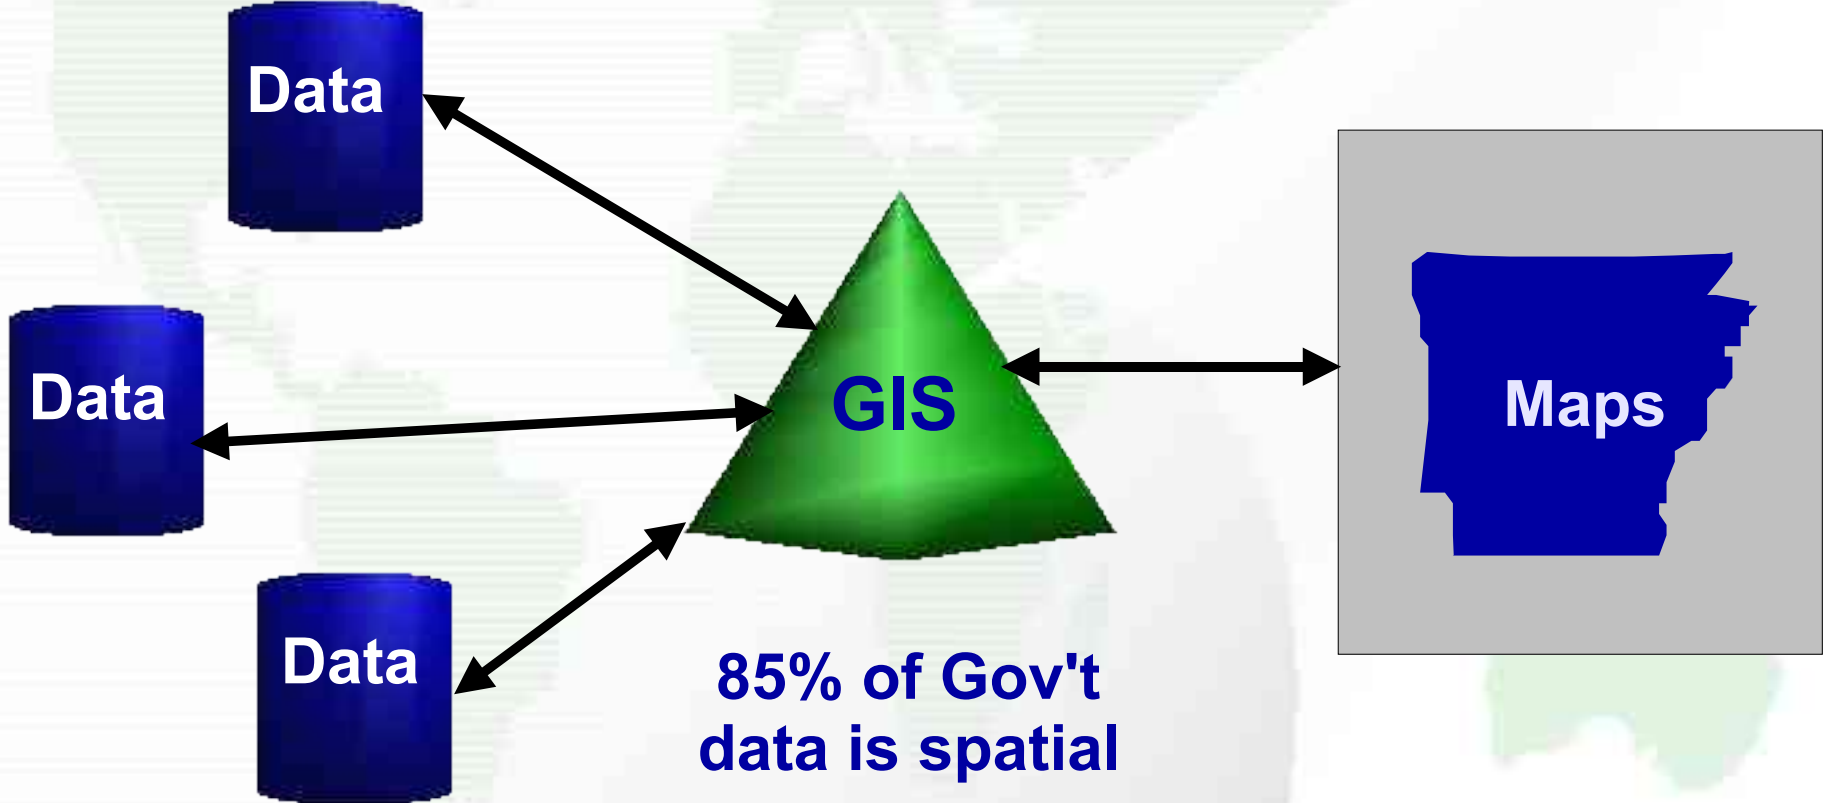 Data
Data
Data
GIS
Maps
85% of Gov't
data is spatial